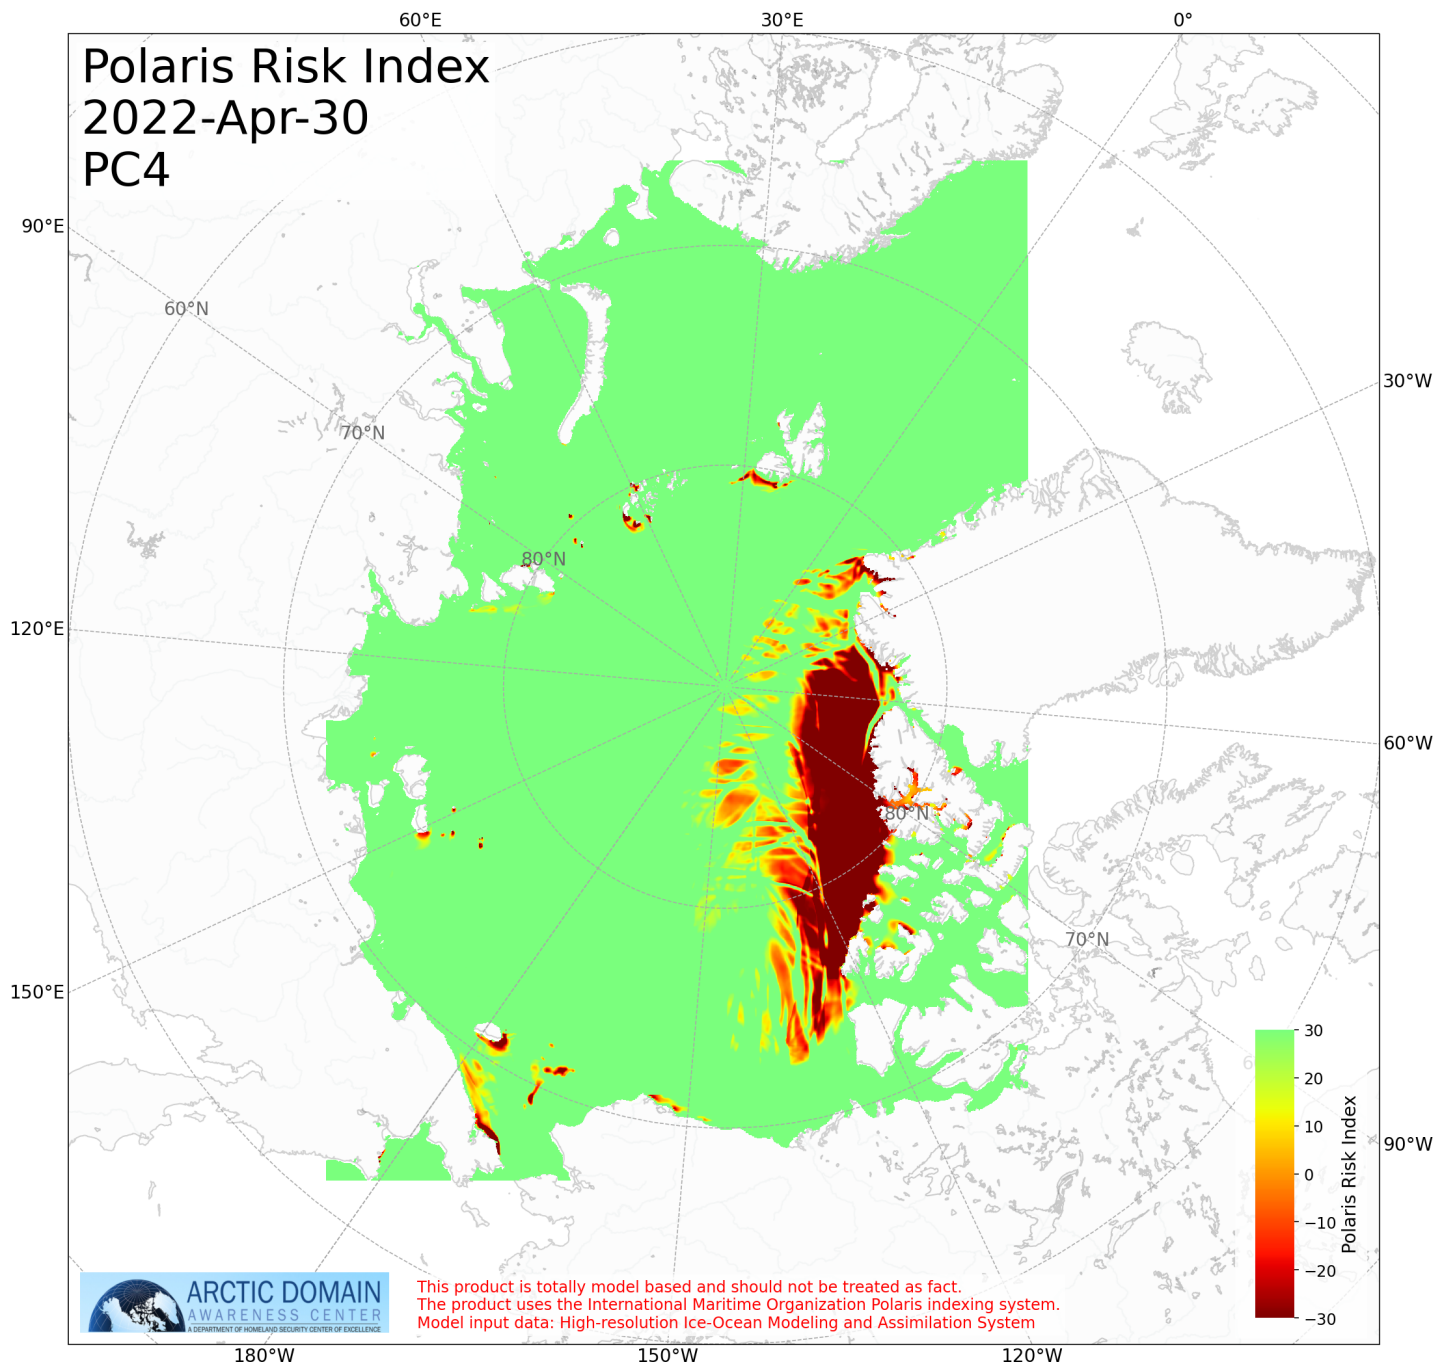 60°E 30°E 0°
Polaris Risk Index
2022-Apr-30
PC4
90°E
60°N
30°W
70°N
80°N
120°E
60°W
80°N
70°N
150°E
30
20
10
0
−10
−20
−30
Polaris Risk Index
90°W
ARCTIC DOMAIN
AWARENESS CENTER
A DEPARTMENT OF HOMELAND SECURITY CENTER OF EXCELLENCE
This product is totally model based and should not be treated as fact.
The product uses the International Maritime Organization Polaris indexing system.
Model input data: High-resolution Ice-Ocean Modeling and Assimilation System
180°W 150°W 120°W